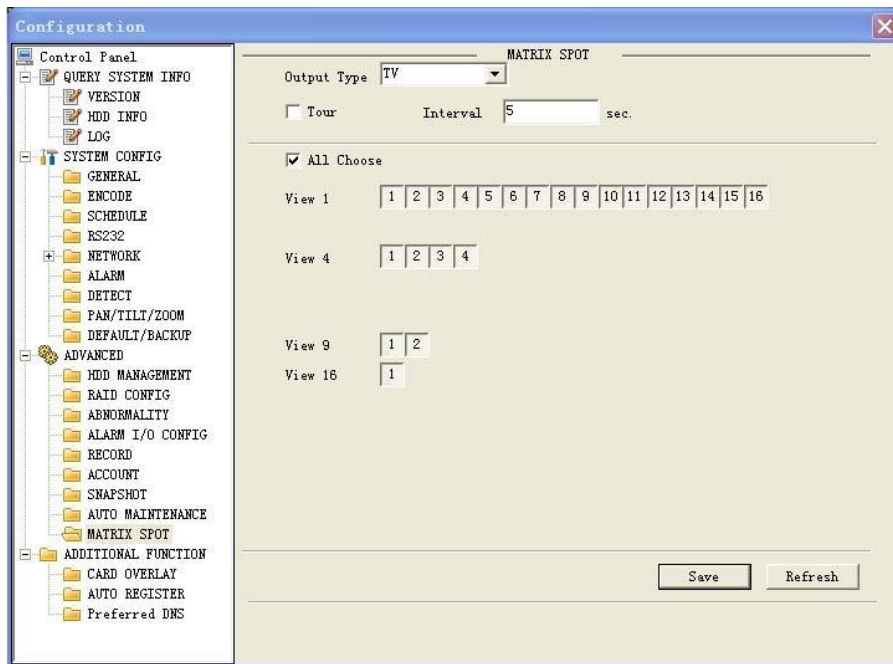 Configuration
Control Panel
QUERY SYSTEM INFO
VERSION
HDD INFO
LOG
SYSTEM CONFIG
GENERAL
ENCODE
SCHEDULE
RS232
NETWORK
ALARM
DETECT
PAN/TILT/ZOOM
DEFAULT/BACKUP
ADVANCED
HDD MANAGEMENT
RAID CONFIG
ABNORMALITY
ALARM I/O CONFIG
RECORD
ACCOUNT
SNAPSHOT
AUTO MAINTENANCE
MATRIX SPOT
ADDITIONAL FUNCTION
CARD OVERLAY
AUTO REGISTER
Preferred DNS
MATRIX SPOT
Output Type TV
Tour Interval 5 sec.
All Choose
View 1 1 2 3 4 5 6 7 8 9 10 11 12 13 14 15 16
View 4 1 2 3 4
View 9 1 2
View 16 1
Save Refresh